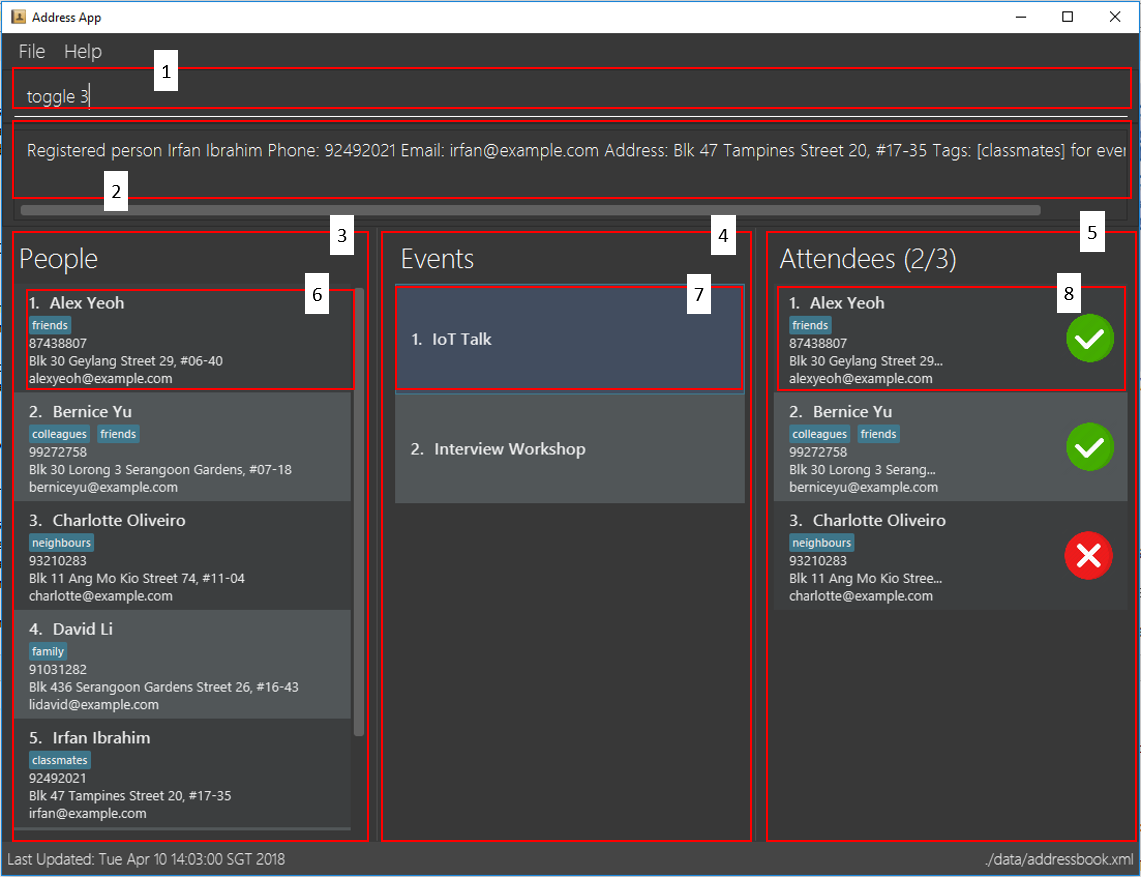 Address App
File Help
1
toggle 3
Registered person Irfan Ibrahim Phone: 92492021 Email: irfan@example.com Address: Blk 47 Tampines Street 20, #17-35 Tags: [classmates] for ever
2
3
4
5
People
Events
Attendees (2/3)
6
7
8
1. Alex Yeoh
friends
87438807
Blk 30 Geylang Street 29, #06-40
alexyeoh@example.com
2. Bernice Yu
colleagues friends
99272758
Blk 30 Lorong 3 Serangoon Gardens, #07-18
berniceyu@example.com
3. Charlotte Oliveiro
neighbours
93210283
Blk 11 Ang Mo Kio Street 74, #11-04
charlotte@example.com
4. David Li
family
91031282
Blk 436 Serangoon Gardens Street 26, #16-43
lidavid@example.com
5. Irfan Ibrahim
classmates
92492021
Blk 47 Tampines Street 20, #17-35
irfan@example.com
1. IoT Talk
2. Interview Workshop
1. Alex Yeoh
friends
87438807
Blk 30 Geylang Street 29...
alexyeoh@example.com
2. Bernice Yu
colleagues friends
99272758
Blk 30 Lorong 3 Serang...
berniceyu@example.com
3. Charlotte Oliveiro
neighbours
93210283
Blk 11 Ang Mo Kio Stree...
charlotte@example.com
Last Updated: Tue Apr 10 14:03:00 SGT 2018
./data/addressbook.xml